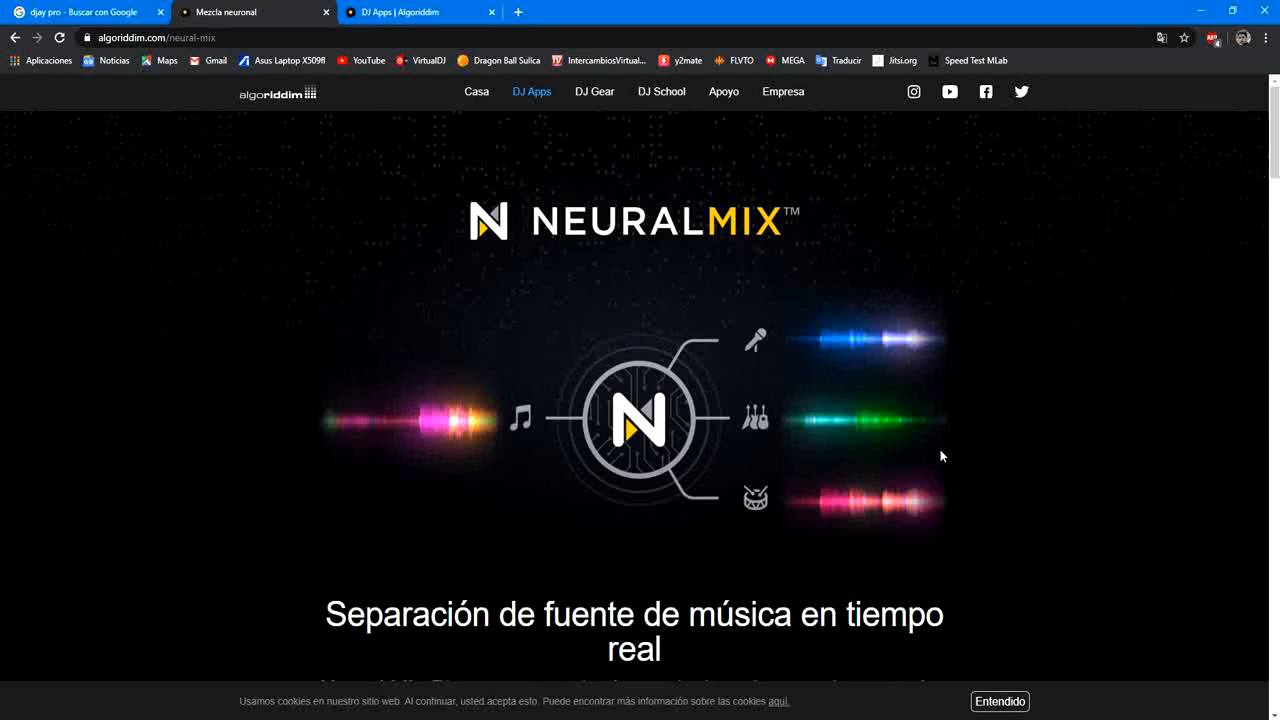 djay pro - Buscar con Google
Mezcla neuronal
DJ Apps | Algoriddim
algoriddim.com/neural-mix
Aplicaciones
Noticias
Maps
Gmail
Asus Laptop X509fl
YouTube
VirtualDJ
Dragon Ball Sullca
IntercambiosVirtual...
y2mate
FLVTO
MEGA
Traducir
Jitsi.org
Speed Test MLab
algoriddim
Casa
DJ Apps
DJ Gear
DJ School
Apoyo
Empresa
NEURALMIX™
Separación de fuente de música en tiempo
real
Usamos cookies en nuestro sitio web. Al continuar, usted acepta esto. Puede encontrar más información sobre las cookies aquí.
Entendido